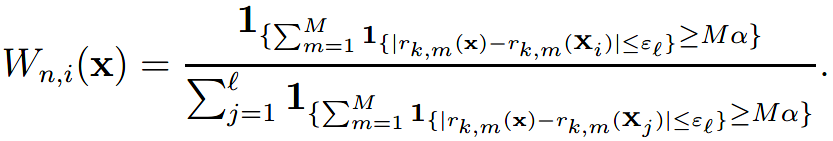 W_{n,i}(\mathbf{x}) = \frac{\mathbf{1}_{\{\sum_{m=1}^{M} \mathbf{1}_{\{|r_{k,m}(\mathbf{x})-r_{k,m}(\mathbf{X}_i)|\leq\varepsilon_\ell\}}\geq M\alpha\}}}{\sum_{j=1}^{\ell} \mathbf{1}_{\{\sum_{m=1}^{M} \mathbf{1}_{\{|r_{k,m}(\mathbf{x})-r_{k,m}(\mathbf{X}_j)|\leq\varepsilon_\ell\}}\geq M\alpha\}}}.